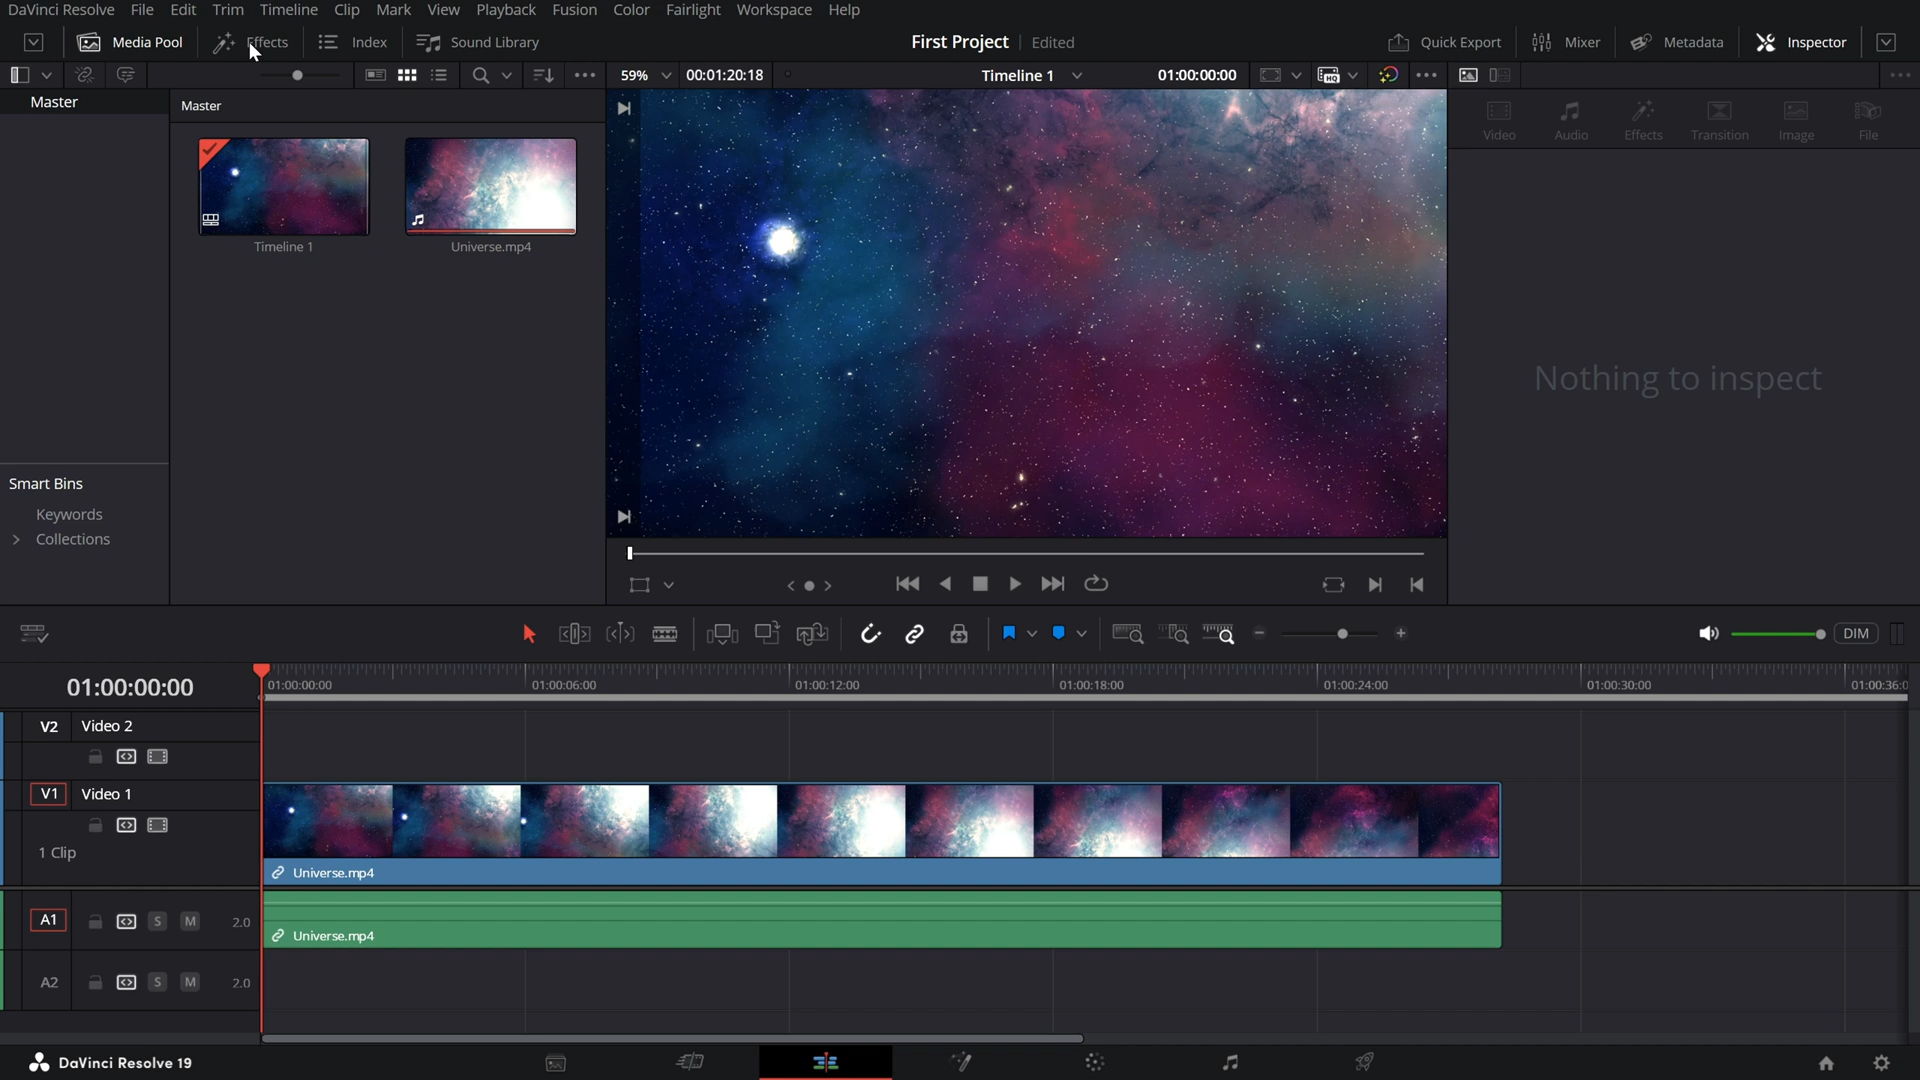 DaVinci Resolve File Edit Trim Timeline Clip Mark View Playback Fusion Color Fairlight Workspace Help
Media Pool Effects Index Sound Library First Project Edited Quick Export Mixer Metadata Inspector
59% 00:01:20:18 Timeline 1 01:00:00:00
Master Master
Video Audio Effects Transition Image File
Timeline 1 Universe.mp4
Nothing to inspect
Smart Bins
Keywords
Collections
DIM
01:00:00:00 01:00:00:00 01:00:06:00 01:00:12:00 01:00:18:00 01:00:24:00 01:00:30:00 01:00:36:0
V2 Video 2
V1 Video 1
1 Clip
Universe.mp4
A1 S M 2.0
Universe.mp4
A2 S M 2.0
DaVinci Resolve 19